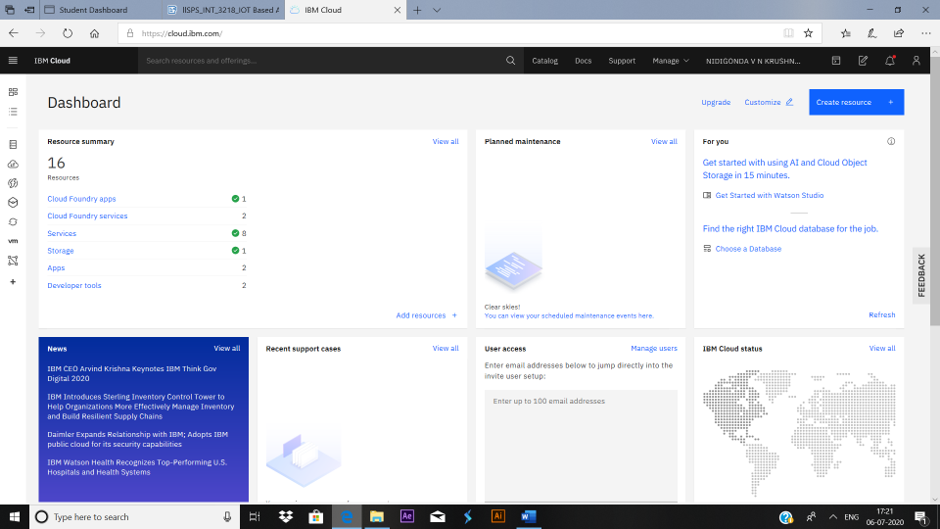 Student Dashboard
IISPS_INT_3218_IOT Based A
IBM Cloud
https://cloud.ibm.com/
IBM Cloud
Search resources and offerings...
Catalog
Docs
Support
Manage
NIDIGONDA V N KRUSHN...
Dashboard
Upgrade
Customize
Create resource +
Resource summary
View all
16
Resources
Cloud Foundry apps 1
Cloud Foundry services 2
Services 8
Storage 1
Apps 2
Developer tools 2
Add resources +
Planned maintenance
View all
Clear skies!
You can view your scheduled maintenance events here.
For you
Get started with using AI and Cloud Object
Storage in 15 minutes.
Get Started with Watson Studio
Find the right IBM Cloud database for the job.
Choose a Database
Refresh
FEEDBACK
vm
News
View all
IBM CEO Arvind Krishna Keynotes IBM Think Gov
Digital 2020
IBM Introduces Sterling Inventory Control Tower to
Help Organizations More Effectively Manage Inventory
and Build Resilient Supply Chains
Daimler Expands Relationship with IBM; Adopts IBM
public cloud for its security capabilities
IBM Watson Health Recognizes Top-Performing U.S.
Hospitals and Health Systems
Recent support cases
View all
User access
Manage users
Enter email addresses below to jump directly into the
invite user setup:
Enter up to 100 email addresses
IBM Cloud status
View all
Type here to search
Ae
Ai
ENG
17:21
06-07-2020